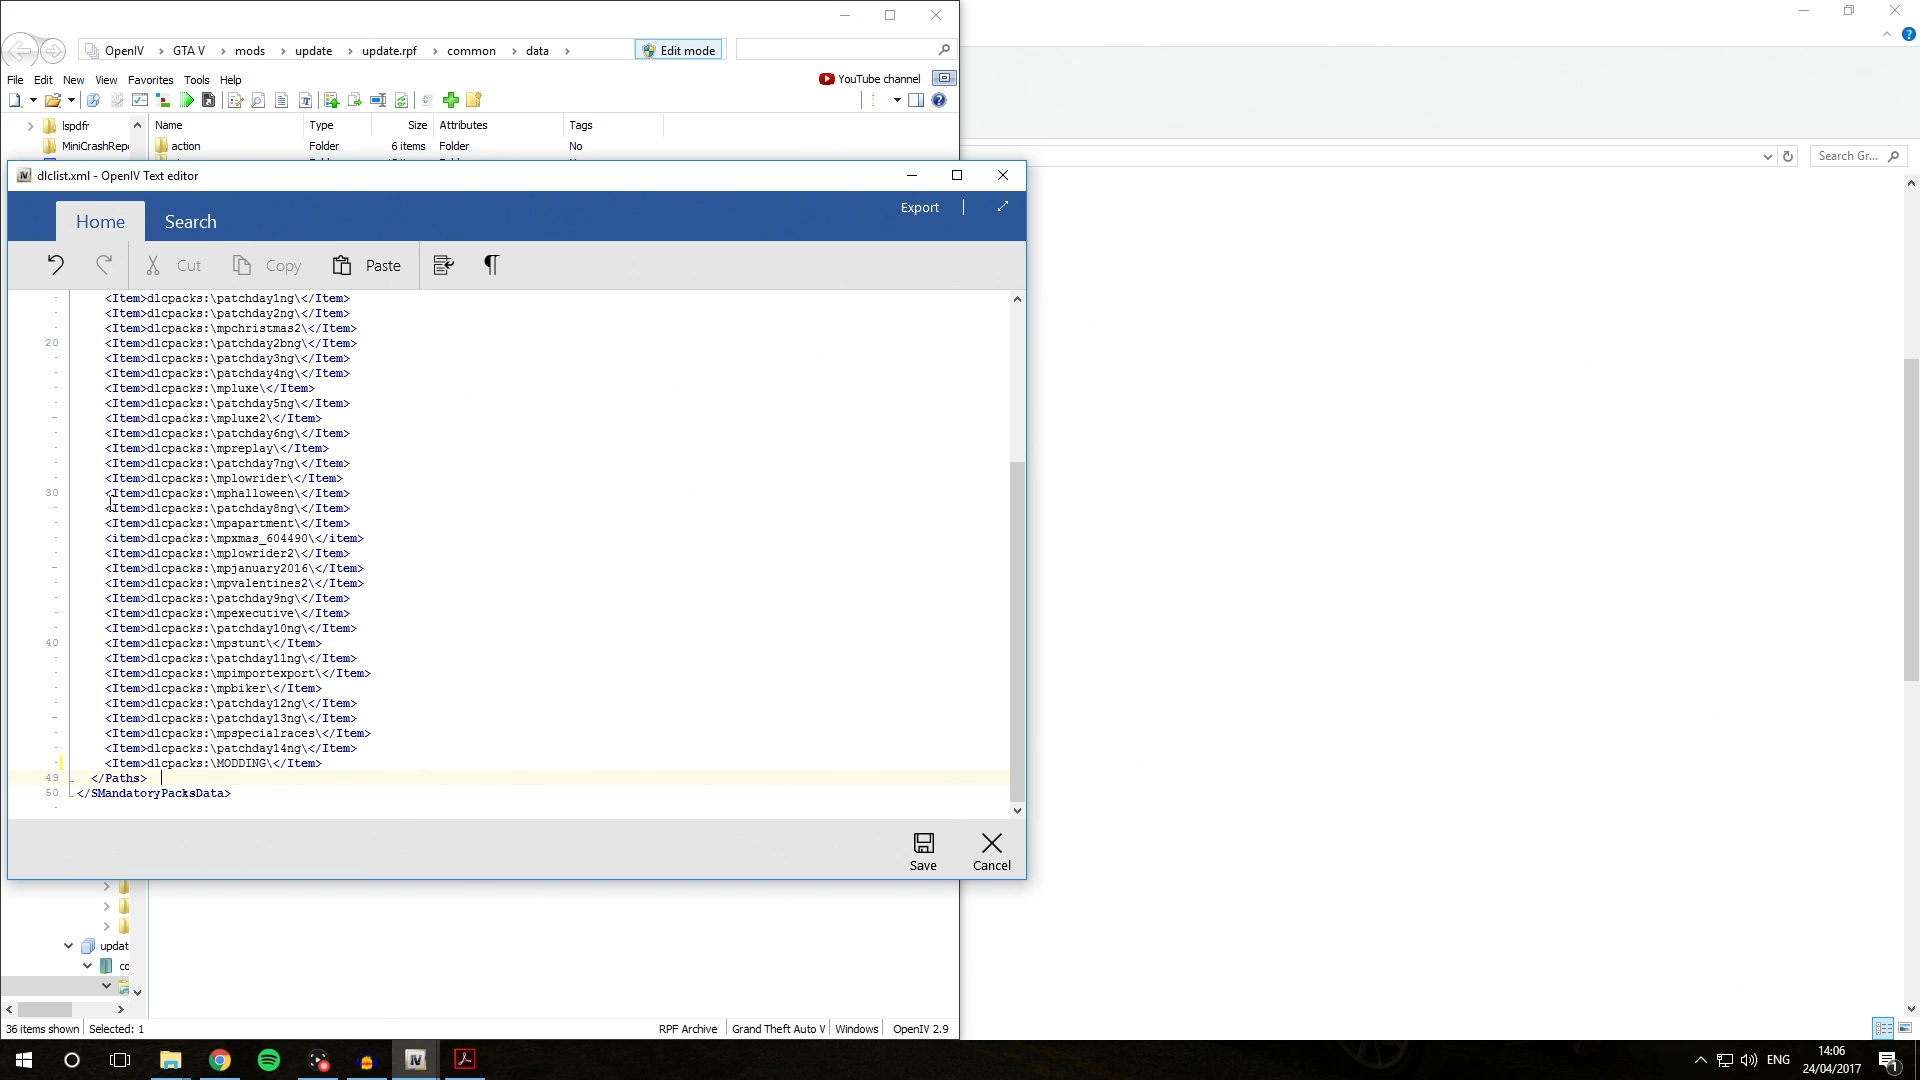 OpenIV GTA V mods update update.rpf common data Edit mode
File Edit New View Favorites Tools Help YouTube channel
Name Type Size Attributes Tags
lspdfr
MiniCrashRepo
action Folder 6 items Folder No
Search Gr...
dlclist.xml - OpenIV Text editor
Home Search Export
Cut Copy Paste
<Item>dlcpacks:\patchday1ng\</Item>
<Item>dlcpacks:\patchday2ng\</Item>
<Item>dlcpacks:\mpchristmas2\</Item>
20 <Item>dlcpacks:\patchday2bng\</Item>
<Item>dlcpacks:\patchday3ng\</Item>
<Item>dlcpacks:\patchday4ng\</Item>
<Item>dlcpacks:\mpluxe\</Item>
<Item>dlcpacks:\patchday5ng\</Item>
<Item>dlcpacks:\mpluxe2\</Item>
<Item>dlcpacks:\patchday6ng\</Item>
<Item>dlcpacks:\mpreplay\</Item>
<Item>dlcpacks:\patchday7ng\</Item>
<Item>dlcpacks:\mplowrider\</Item>
30 <Item>dlcpacks:\mphalloween\</Item>
<Item>dlcpacks:\patchday8ng\</Item>
<Item>dlcpacks:\mpapartment\</Item>
<item>dlcpacks:\mpxmas_604490\</item>
<Item>dlcpacks:\mplowrider2\</Item>
<Item>dlcpacks:\mpjanuary2016\</Item>
<Item>dlcpacks:\mpvalentines2\</Item>
<Item>dlcpacks:\patchday9ng\</Item>
<Item>dlcpacks:\mpexecutive\</Item>
<Item>dlcpacks:\patchday10ng\</Item>
40 <Item>dlcpacks:\mpstunt\</Item>
<Item>dlcpacks:\patchday11ng\</Item>
<Item>dlcpacks:\mpimportexport\</Item>
<Item>dlcpacks:\mpbiker\</Item>
<Item>dlcpacks:\patchday12ng\</Item>
<Item>dlcpacks:\patchday13ng\</Item>
<Item>dlcpacks:\mpspecialraces\</Item>
<Item>dlcpacks:\patchday14ng\</Item>
<Item>dlcpacks:\MODDING\</Item>
49 </Paths>
50 </SMandatoryPacksData>
Save Cancel
updat
co
36 items shown Selected: 1 RPF Archive Grand Theft Auto V Windows OpenIV 2.9
ENG 14:06
24/04/2017
1